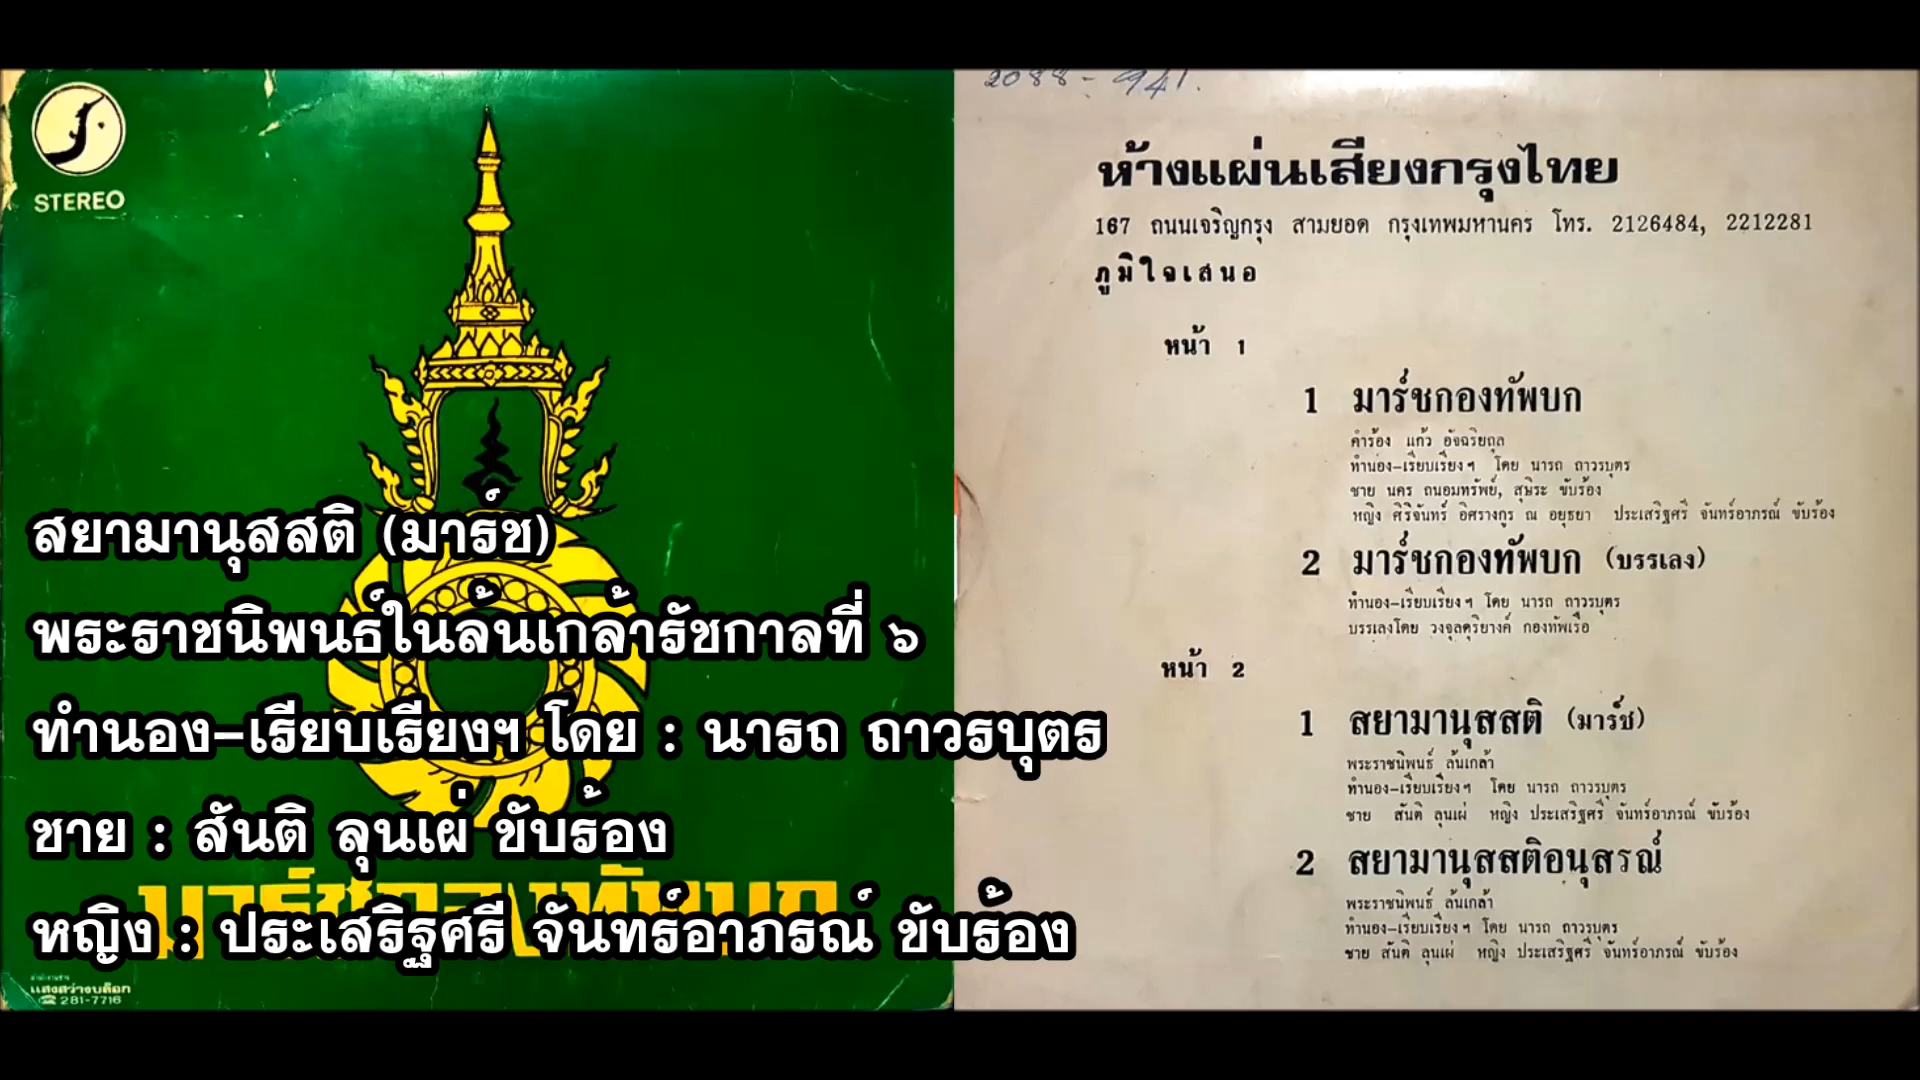 STEREO
สยามานุสสติ (มาร์ช)
พระราชนิพนธ์ในล้นเกล้ารัชกาลที่ ๖
ทำนอง-เรียบเรียงฯ โดย : นารถ ถาวรบุตร
ชาย : สันติ ลุนเผ่ ขับร้อง
มาร์ชกองทัพบก
หญิง : ประเสริฐศรี จันทร์อาภรณ์ ขับร้อง
แสงสว่างบล็อก
☎ 281-7716
2088 - 941.
ห้างแผ่นเสียงกรุงไทย
167 ถนนเจริญกรุง สามยอด กรุงเทพมหานคร โทร. 2126484, 2212281
ภูมิใจเสนอ
หน้า 1
1 มาร์ชกองทัพบก
คำร้อง แก้ว อัจฉริยกุล
ทำนอง-เรียบเรียงฯ โดย นารถ ถาวรบุตร
ชาย นคร ถนอมทรัพย์, สุษิระ ขับร้อง
หญิง ศิริจันทร์ อิศรางกูร ณ อยุธยา ประเสริฐศรี จันทร์อาภรณ์ ขับร้อง
2 มาร์ชกองทัพบก (บรรเลง)
ทำนอง-เรียบเรียงฯ โดย นารถ ถาวรบุตร
บรรเลงโดย วงจุลดุริยางค์ กองทัพเรือ
หน้า 2
1 สยามานุสสติ (มาร์ช)
พระราชนิพนธ์ ล้นเกล้า
ทำนอง-เรียบเรียงฯ โดย นารถ ถาวรบุตร
ชาย สันติ ลุนเผ่ หญิง ประเสริฐศรี จันทร์อาภรณ์ ขับร้อง
2 สยามานุสสติอนุสรณ์
พระราชนิพนธ์ ล้นเกล้า
ทำนอง-เรียบเรียงฯ โดย นารถ ถาวรบุตร
ชาย สันติ ลุนเผ่ หญิง ประเสริฐศรี จันทร์อาภรณ์ ขับร้อง